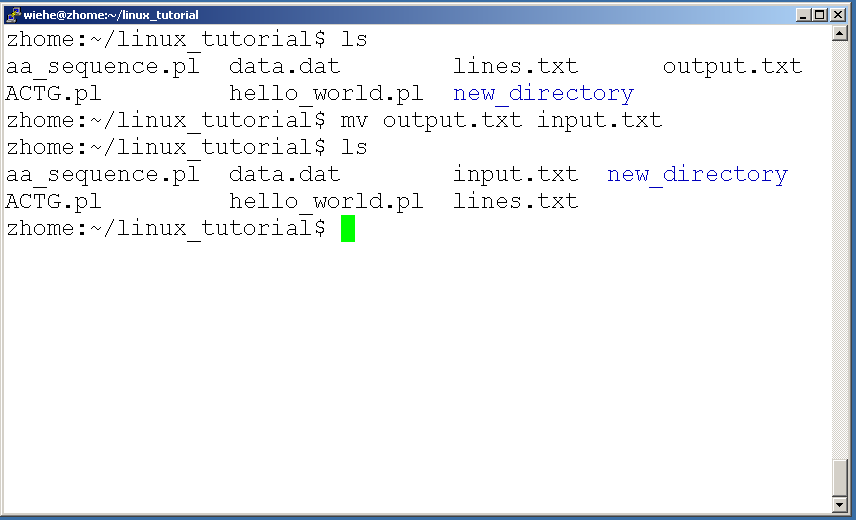 wiehe@zhome:~/linux_tutorial
zhome:~/linux_tutorial$ ls
aa_sequence.pl  data.dat        lines.txt      output.txt
ACTG.pl         hello_world.pl  new_directory
zhome:~/linux_tutorial$ mv output.txt input.txt
zhome:~/linux_tutorial$ ls
aa_sequence.pl  data.dat        input.txt  new_directory
ACTG.pl         hello_world.pl  lines.txt
zhome:~/linux_tutorial$